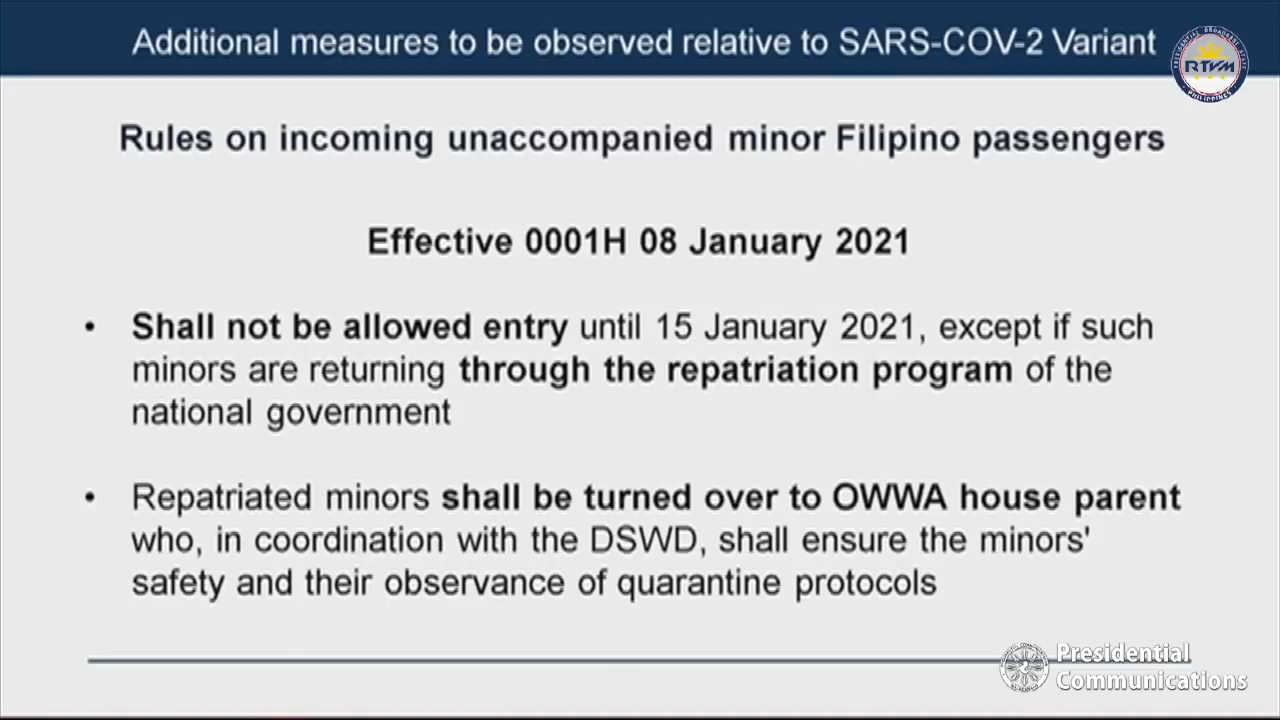 Additional measures to be observed relative to SARS-COV-2 Variant
RTVM
PHILIPPINES
Rules on incoming unaccompanied minor Filipino passengers
Effective 0001H 08 January 2021
• Shall not be allowed entry until 15 January 2021, except if such
minors are returning through the repatriation program of the
national government
• Repatriated minors shall be turned over to OWWA house parent
who, in coordination with the DSWD, shall ensure the minors'
safety and their observance of quarantine protocols
Presidential
Communications